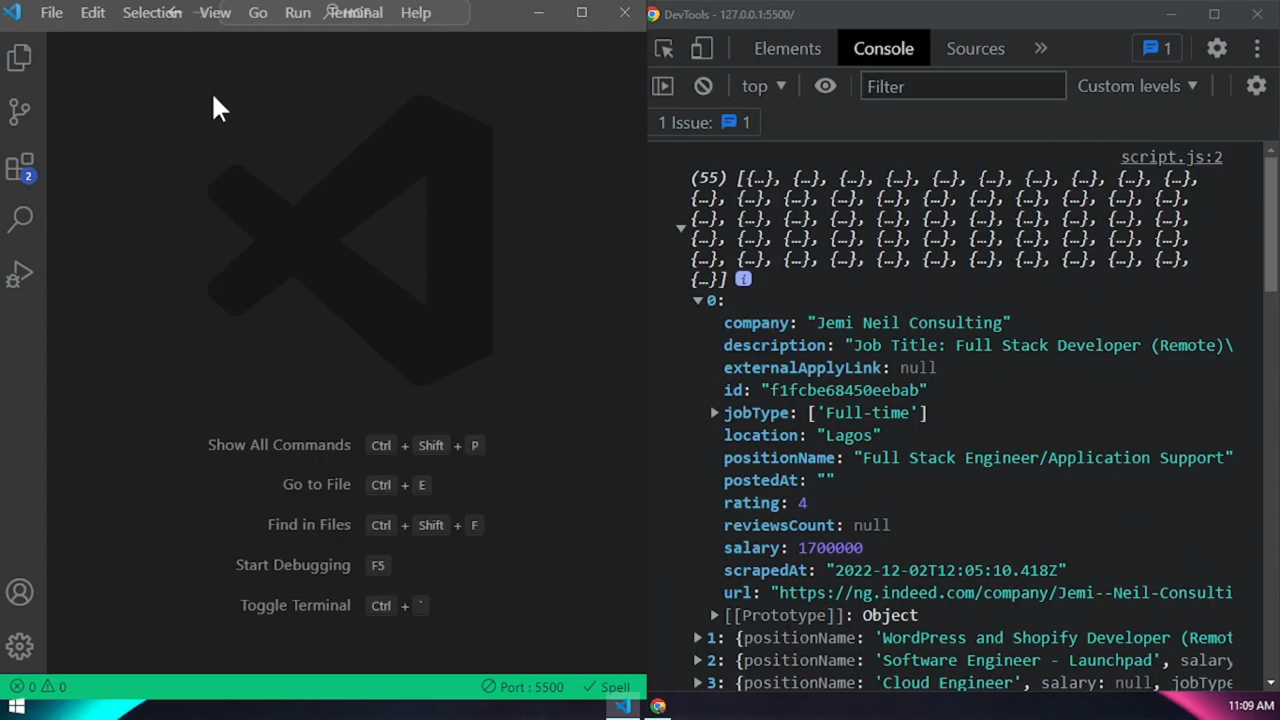 File Edit Selection View Go Run Terminal Help
DevTools - 127.0.0.1:5500/
Elements Console Sources » 1
top ▼ Filter Custom levels ▼
1 Issue: 1
script.js:2
(55) [{…}, {…}, {…}, {…}, {…}, {…}, {…}, {…}, {…}, {…}, {…},
{…}, {…}, {…}, {…}, {…}, {…}, {…}, {…}, {…}, {…}, {…},
{…}, {…}, {…}, {…}, {…}, {…}, {…}, {…}, {…}, {…}, {…},
{…}, {…}, {…}, {…}, {…}, {…}, {…}, {…}, {…}, {…}, {…},
{…}, {…}, {…}, {…}, {…}, {…}, {…}, {…}, {…}, {…}, {…},
{…}] i
▼ 0:
company: "Jemi Neil Consulting"
description: "Job Title: Full Stack Developer (Remote)\
externalApplyLink: null
id: "f1fcbe68450eebab"
▶ jobType: ['Full-time']
location: "Lagos"
positionName: "Full Stack Engineer/Application Support"
postedAt: ""
rating: 4
reviewsCount: null
salary: 1700000
scrapedAt: "2022-12-02T12:05:10.418Z"
url: "https://ng.indeed.com/company/Jemi--Neil-Consulti
▶ [[Prototype]]: Object
▶ 1: {positionName: 'WordPress and Shopify Developer (Remot
▶ 2: {positionName: 'Software Engineer - Launchpad', salary
▶ 3: {positionName: 'Cloud Engineer', salary: null, jobType
2
Show All Commands Ctrl + Shift + P
Go to File Ctrl + E
Find in Files Ctrl + Shift + F
Start Debugging F5
Toggle Terminal Ctrl + `
0 0 Port : 5500 Spell
11:09 AM